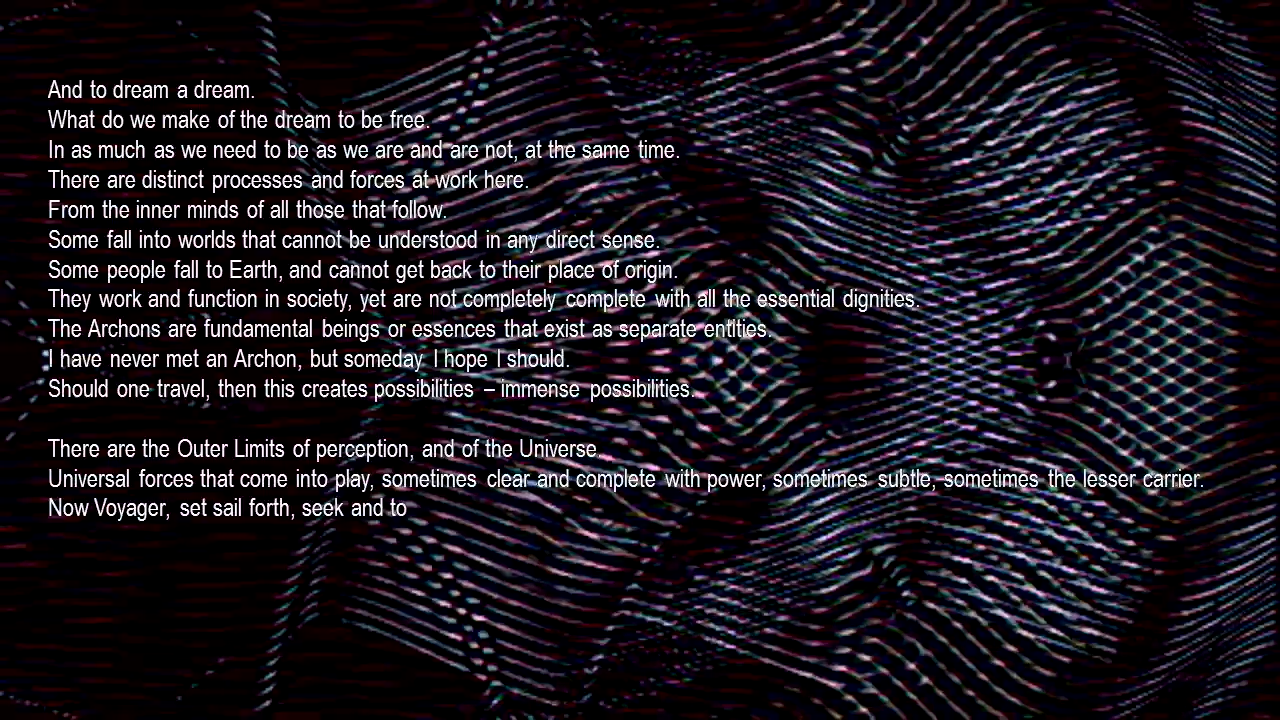 And to dream a dream.
What do we make of the dream to be free.
In as much as we need to be as we are and are not, at the same time.
There are distinct processes and forces at work here.
From the inner minds of all those that follow.
Some fall into worlds that cannot be understood in any direct sense.
Some people fall to Earth, and cannot get back to their place of origin.
They work and function in society, yet are not completely complete with all the essential dignities.
The Archons are fundamental beings or essences that exist as separate entities.
I have never met an Archon, but someday I hope I should.
Should one travel, then this creates possibilities – immense possibilities.
There are the Outer Limits of perception, and of the Universe.
Universal forces that come into play, sometimes clear and complete with power, sometimes subtle, sometimes the lesser carrier.
Now Voyager, set sail forth, seek and to